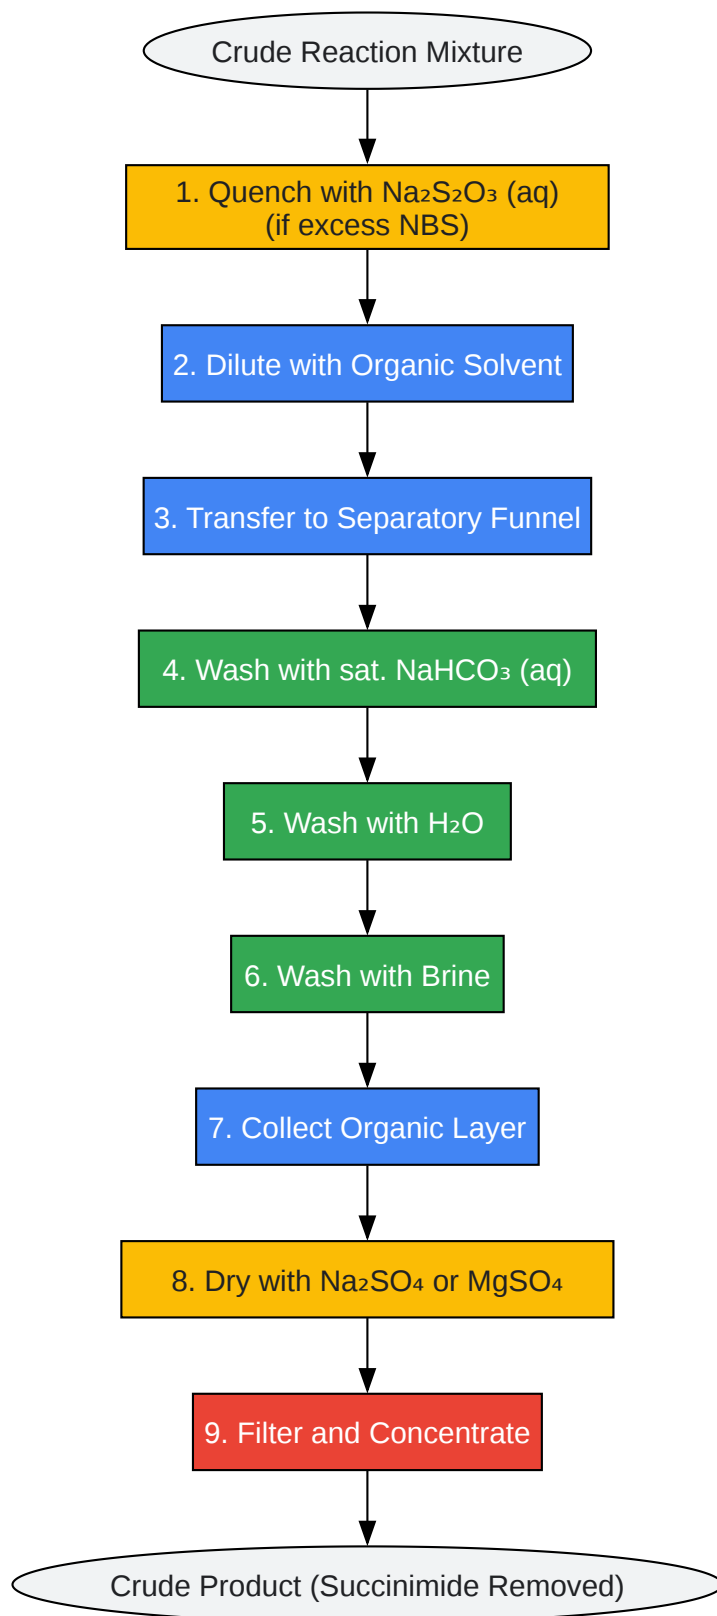 Crude Reaction Mixture
1. Quench with Na₂S₂O₃ (aq)
(if excess NBS)
2. Dilute with Organic Solvent
3. Transfer to Separatory Funnel
4. Wash with sat. NaHCO₃ (aq)
5. Wash with H₂O
6. Wash with Brine
7. Collect Organic Layer
8. Dry with Na₂SO₄ or MgSO₄
9. Filter and Concentrate
Crude Product (Succinimide Removed)